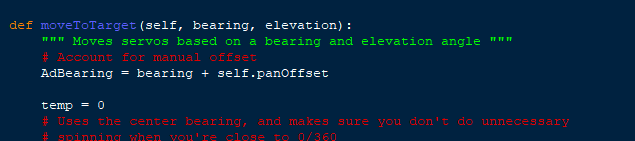 def moveToTarget(self, bearing, elevation):
""" Moves servos based on a bearing and elevation angle """
# Account for manual offset
AdBearing = bearing + self.panOffset
temp = 0
# Uses the center bearing, and makes sure you don't do unnecessary
# spinning when you're close to 0/360